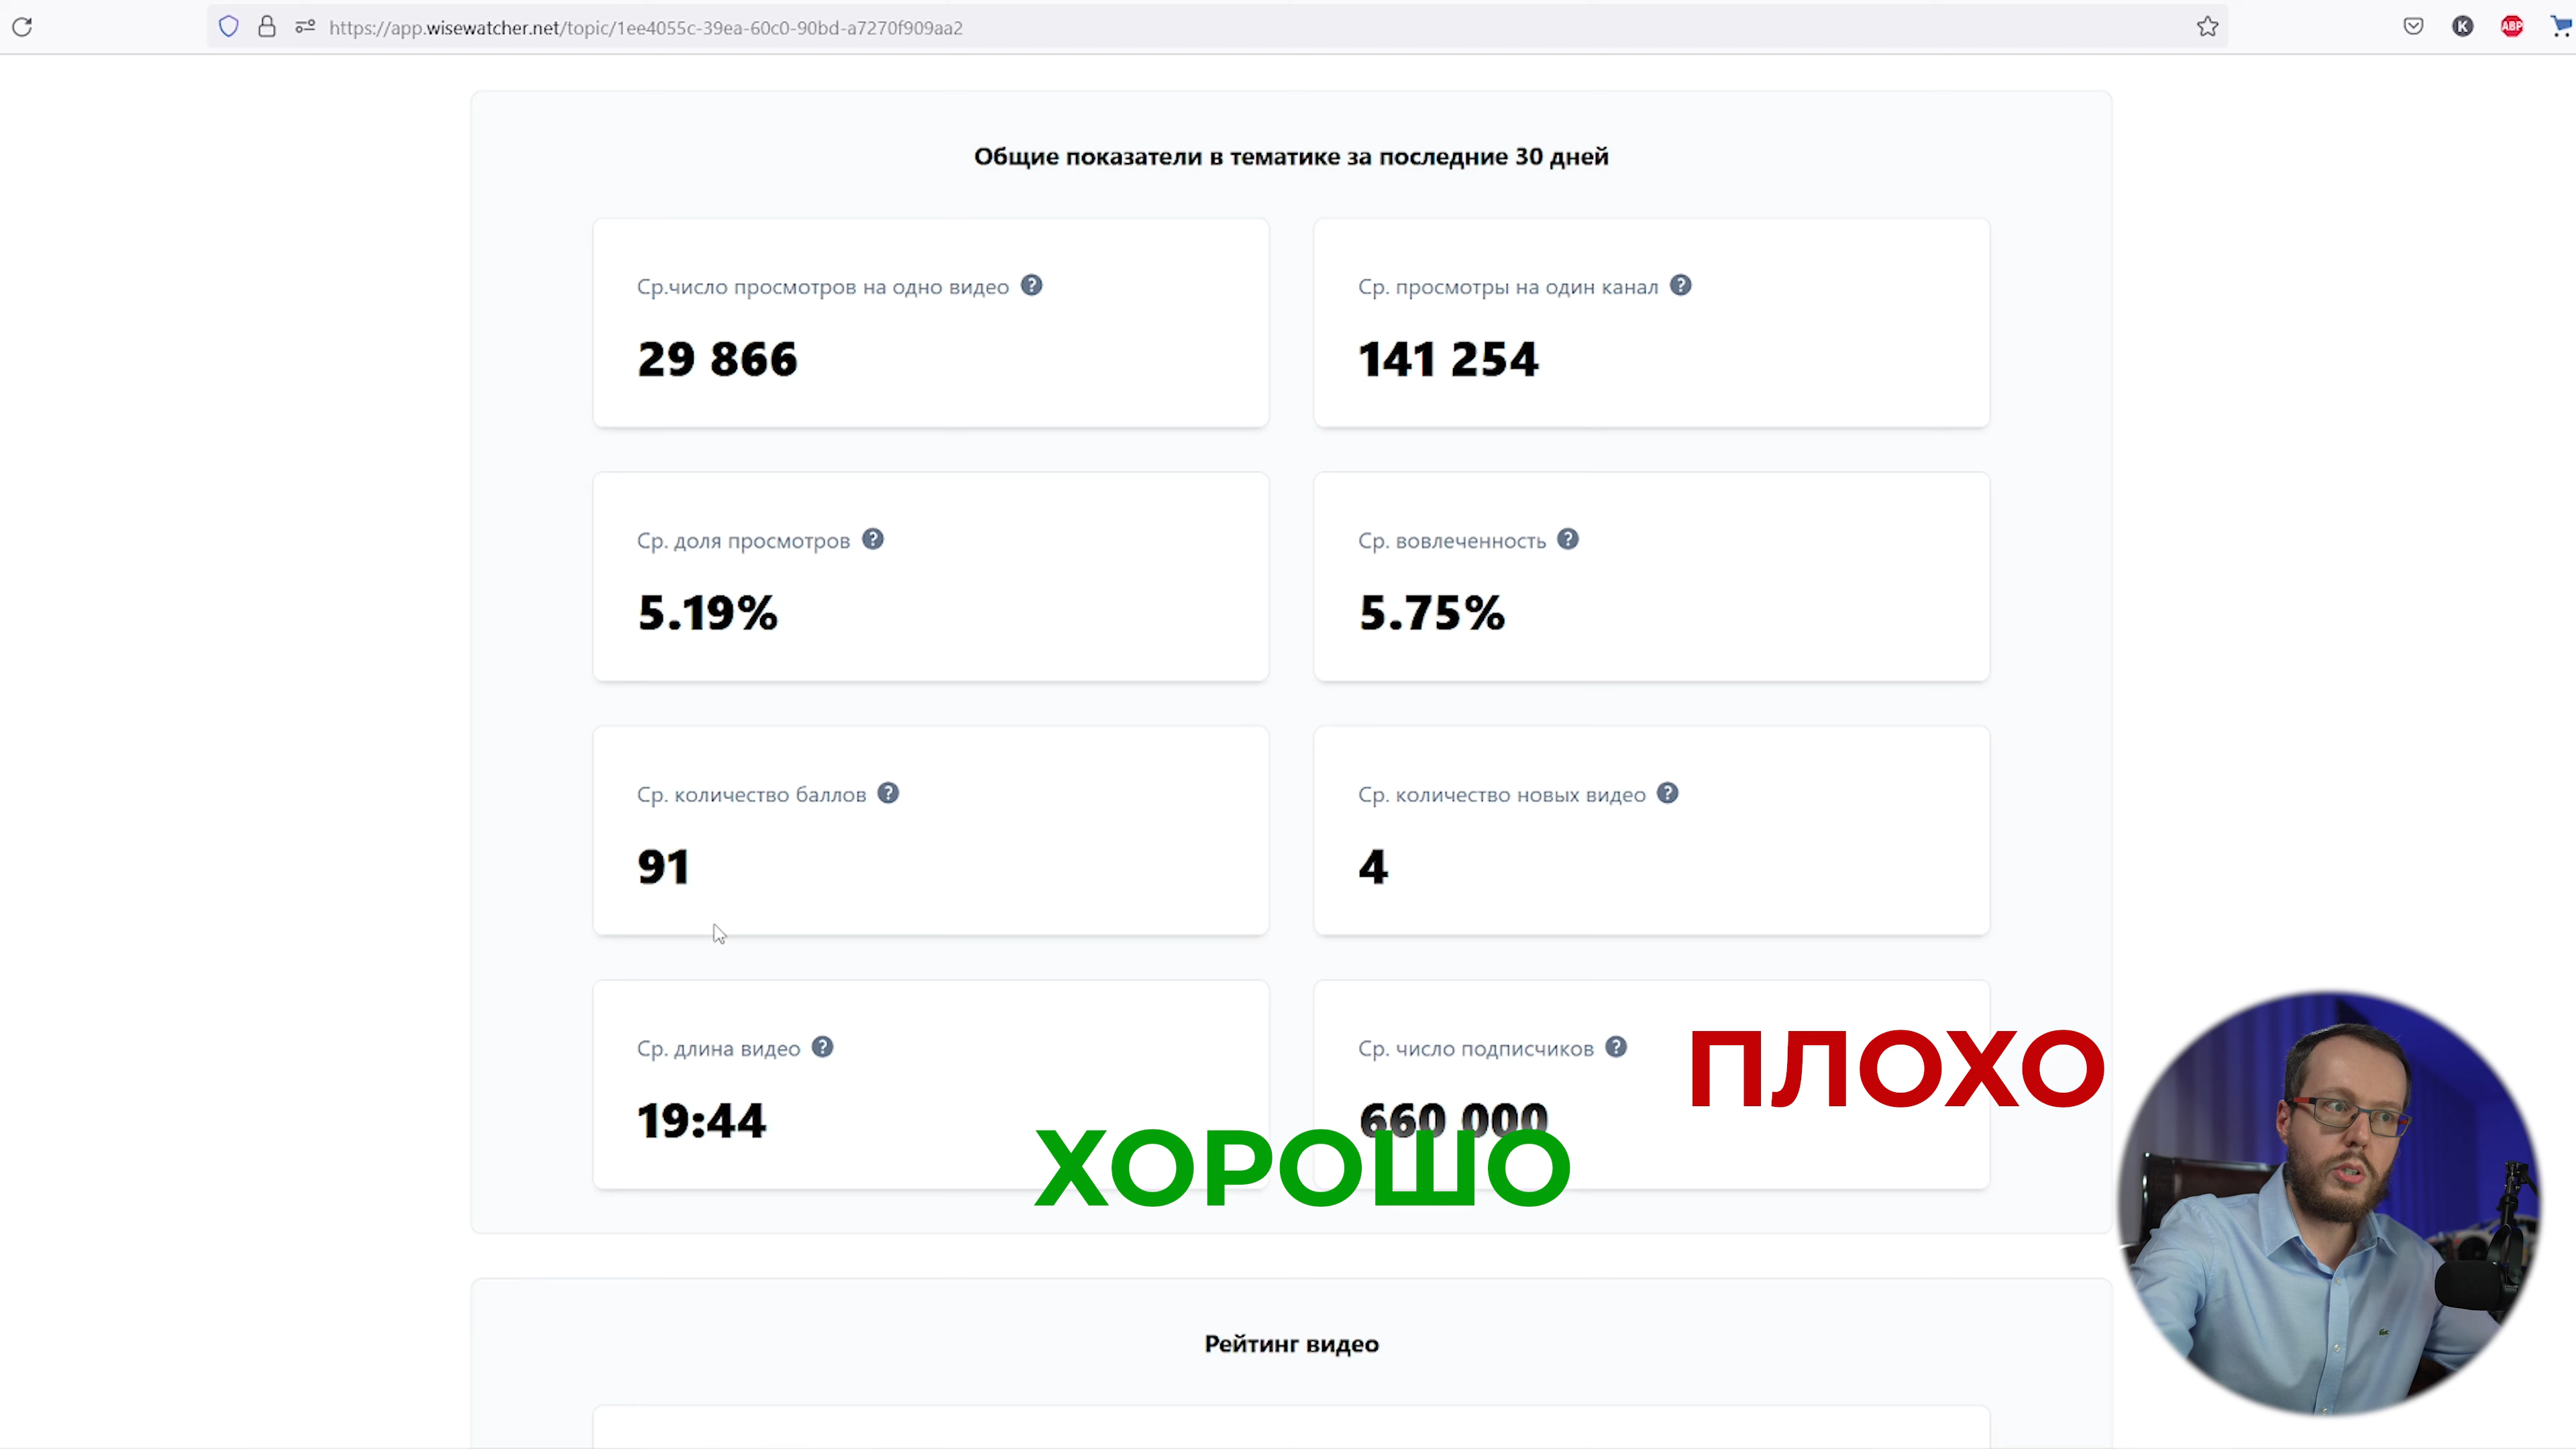 https://app.wisewatcher.net/topic/1ee4055c-39ea-60c0-90bd-a7270f909aa2
K
ABP
Общие показатели в тематике за последние 30 дней
Ср.число просмотров на одно видео ?
29 866
Ср. просмотры на один канал ?
141 254
Ср. доля просмотров ?
5.19%
Ср. вовлеченность ?
5.75%
Ср. количество баллов ?
91
Ср. количество новых видео ?
4
Ср. длина видео ?
19:44
Ср. число подписчиков ?
660 000
ПЛОХО
ХОРОШО
Рейтинг видео